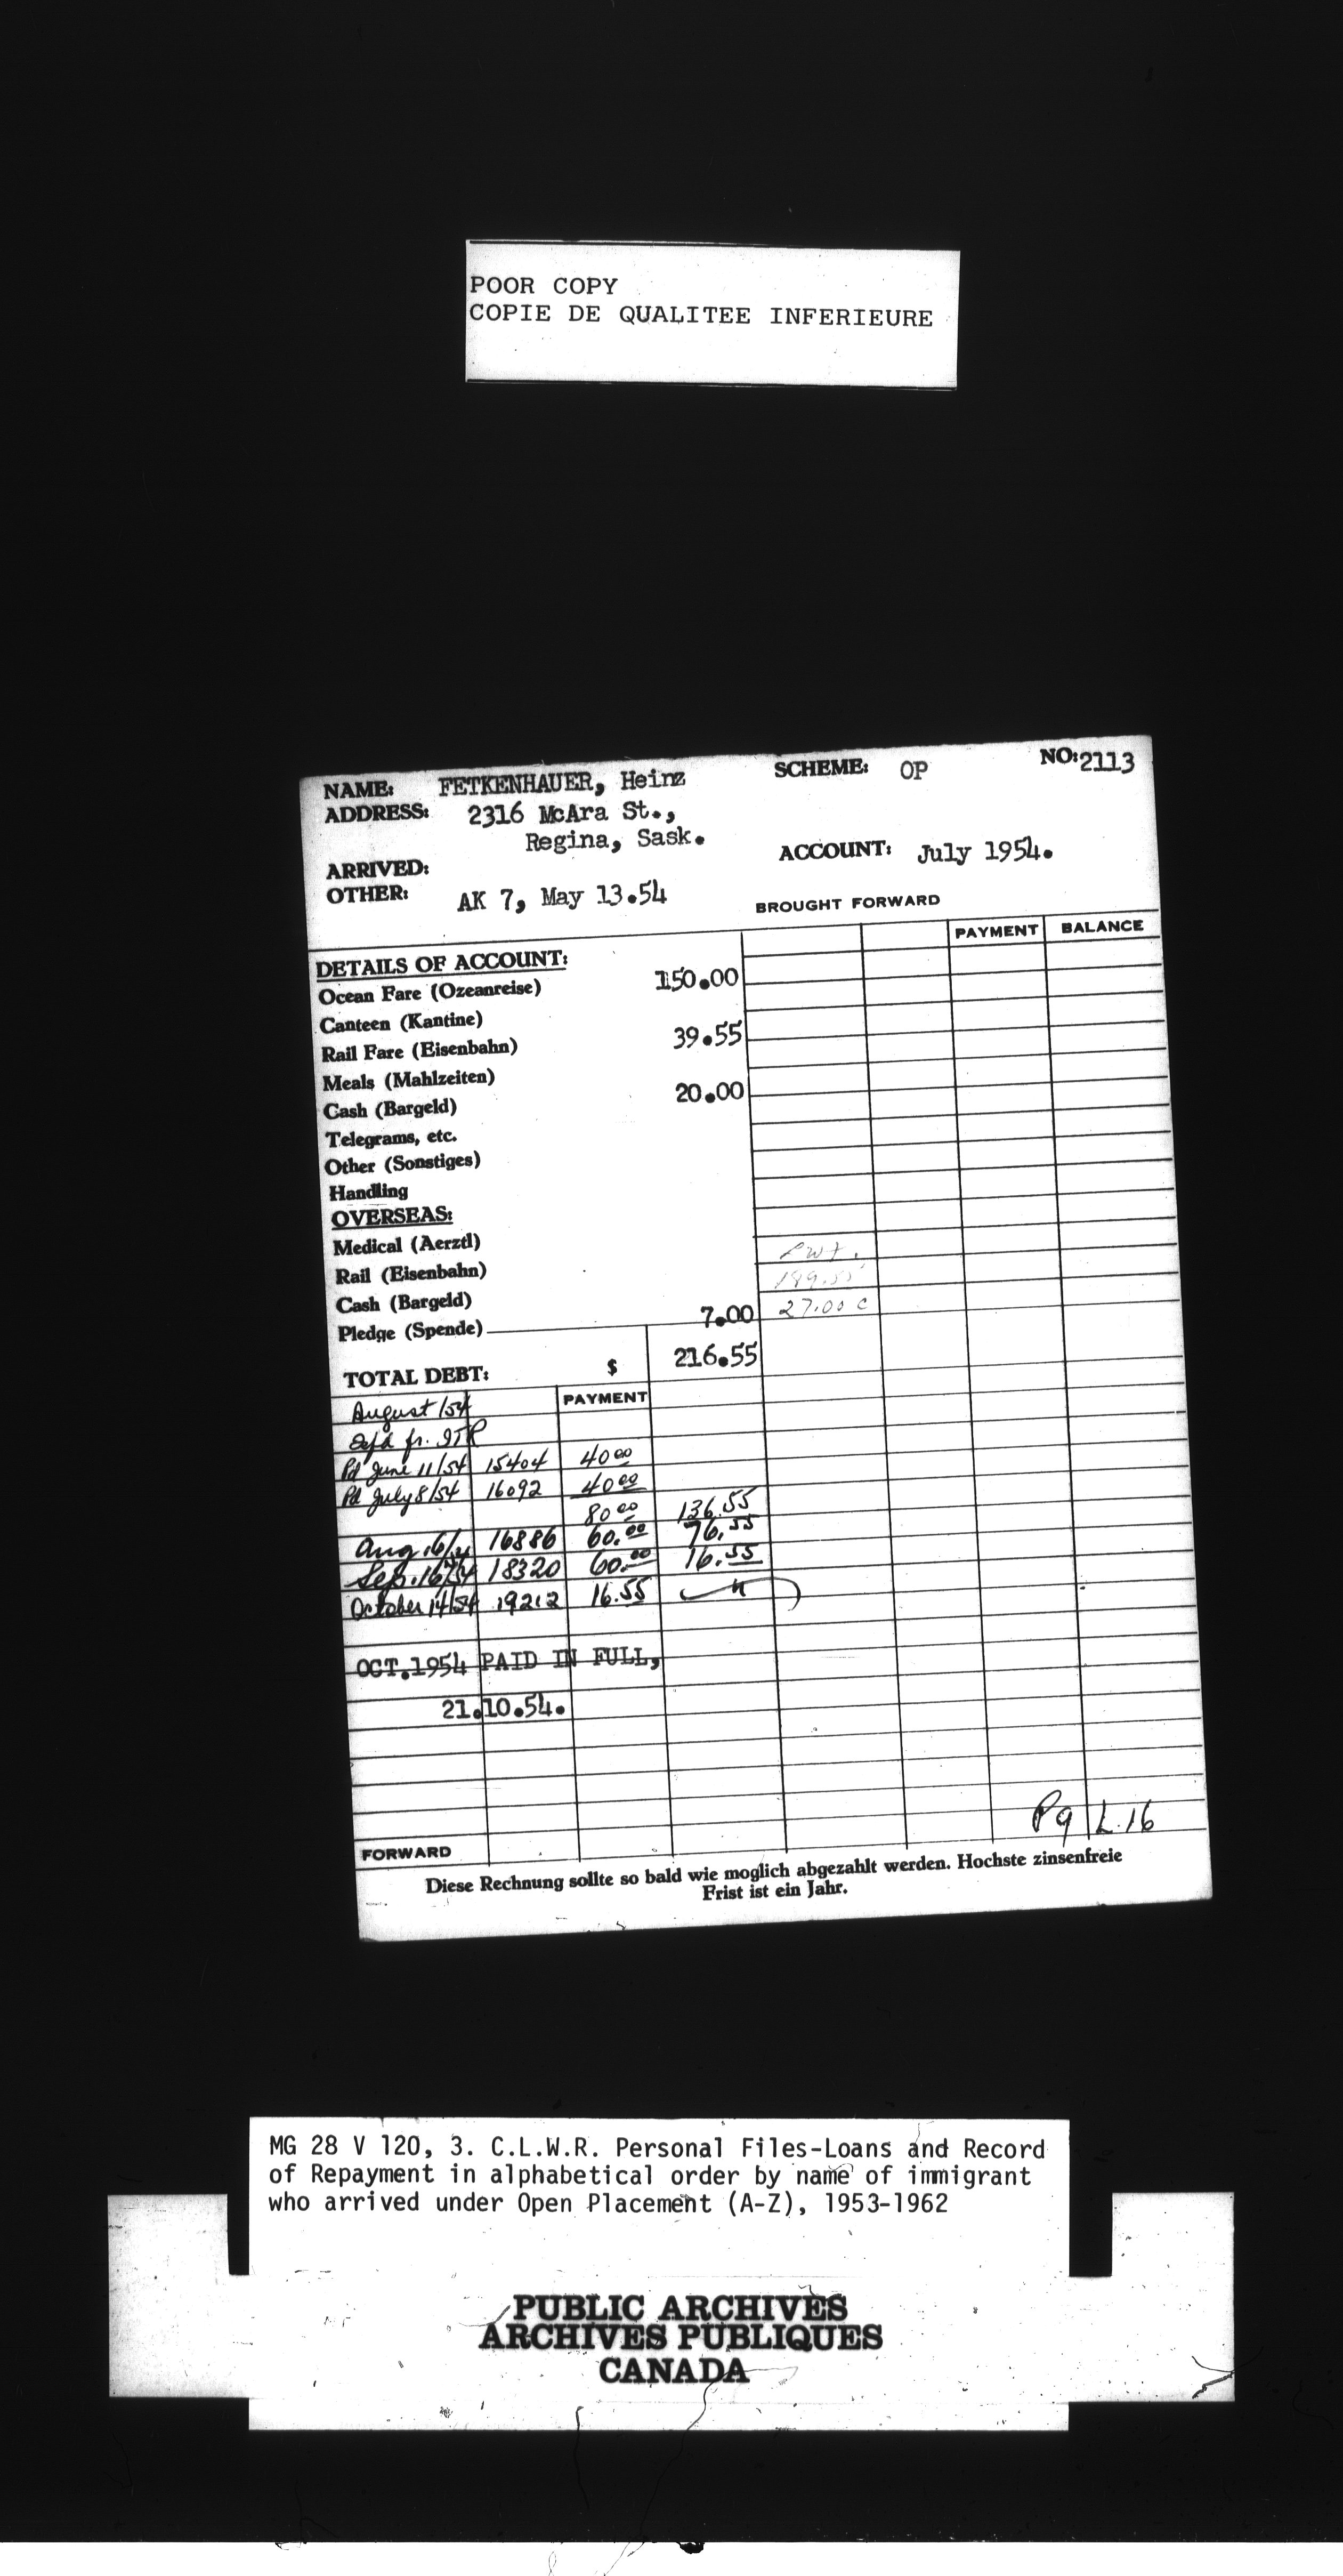 POOR COPY
COPIE DE QUALITEE INFERIEURE
NAME: FETKENHAUER, Heinz SCHEME: OP NO: 2113
ADDRESS: 2316 McAra St.,
Regina, Sask.
ARRIVED: ACCOUNT: July 1954.
OTHER: AK 7, May 13.54
BROUGHT FORWARD
PAYMENT BALANCE
DETAILS OF ACCOUNT:
Ocean Fare (Ozeanreise) 150.00
Canteen (Kantine)
Rail Fare (Eisenbahn) 39.55
Meals (Mahlzeiten)
Cash (Bargeld) 20.00
Telegrams, etc.
Other (Sonstiges)
Handling
OVERSEAS:
Medical (Aerztl)
Rail (Eisenbahn) 189.55
Cash (Bargeld) 27.00 C
Pledge (Spende) 7.00
TOTAL DEBT: $ 216.55
August/54 PAYMENT
fr.
Pd June 11/54 15404 40 00
Pd July 8/54 16092 40 00
80 00 136.55
Aug. 16886 60.00 76.55
Sep. 16/54 18320 60.00 16.55
October 14/54 19212 16.55
OCT.1954 PAID IN FULL,
21.10.54.
Pg L.16
FORWARD
Diese Rechnung sollte so bald wie moglich abgezahlt werden. Hochste zinsenfreie
Frist ist ein Jahr.
MG 28 V 120, 3. C.L.W.R. Personal Files-Loans and Record
of Repayment in alphabetical order by name of immigrant
who arrived under Open Placement (A-Z), 1953-1962
PUBLIC ARCHIVES
ARCHIVES PUBLIQUES
CANADA